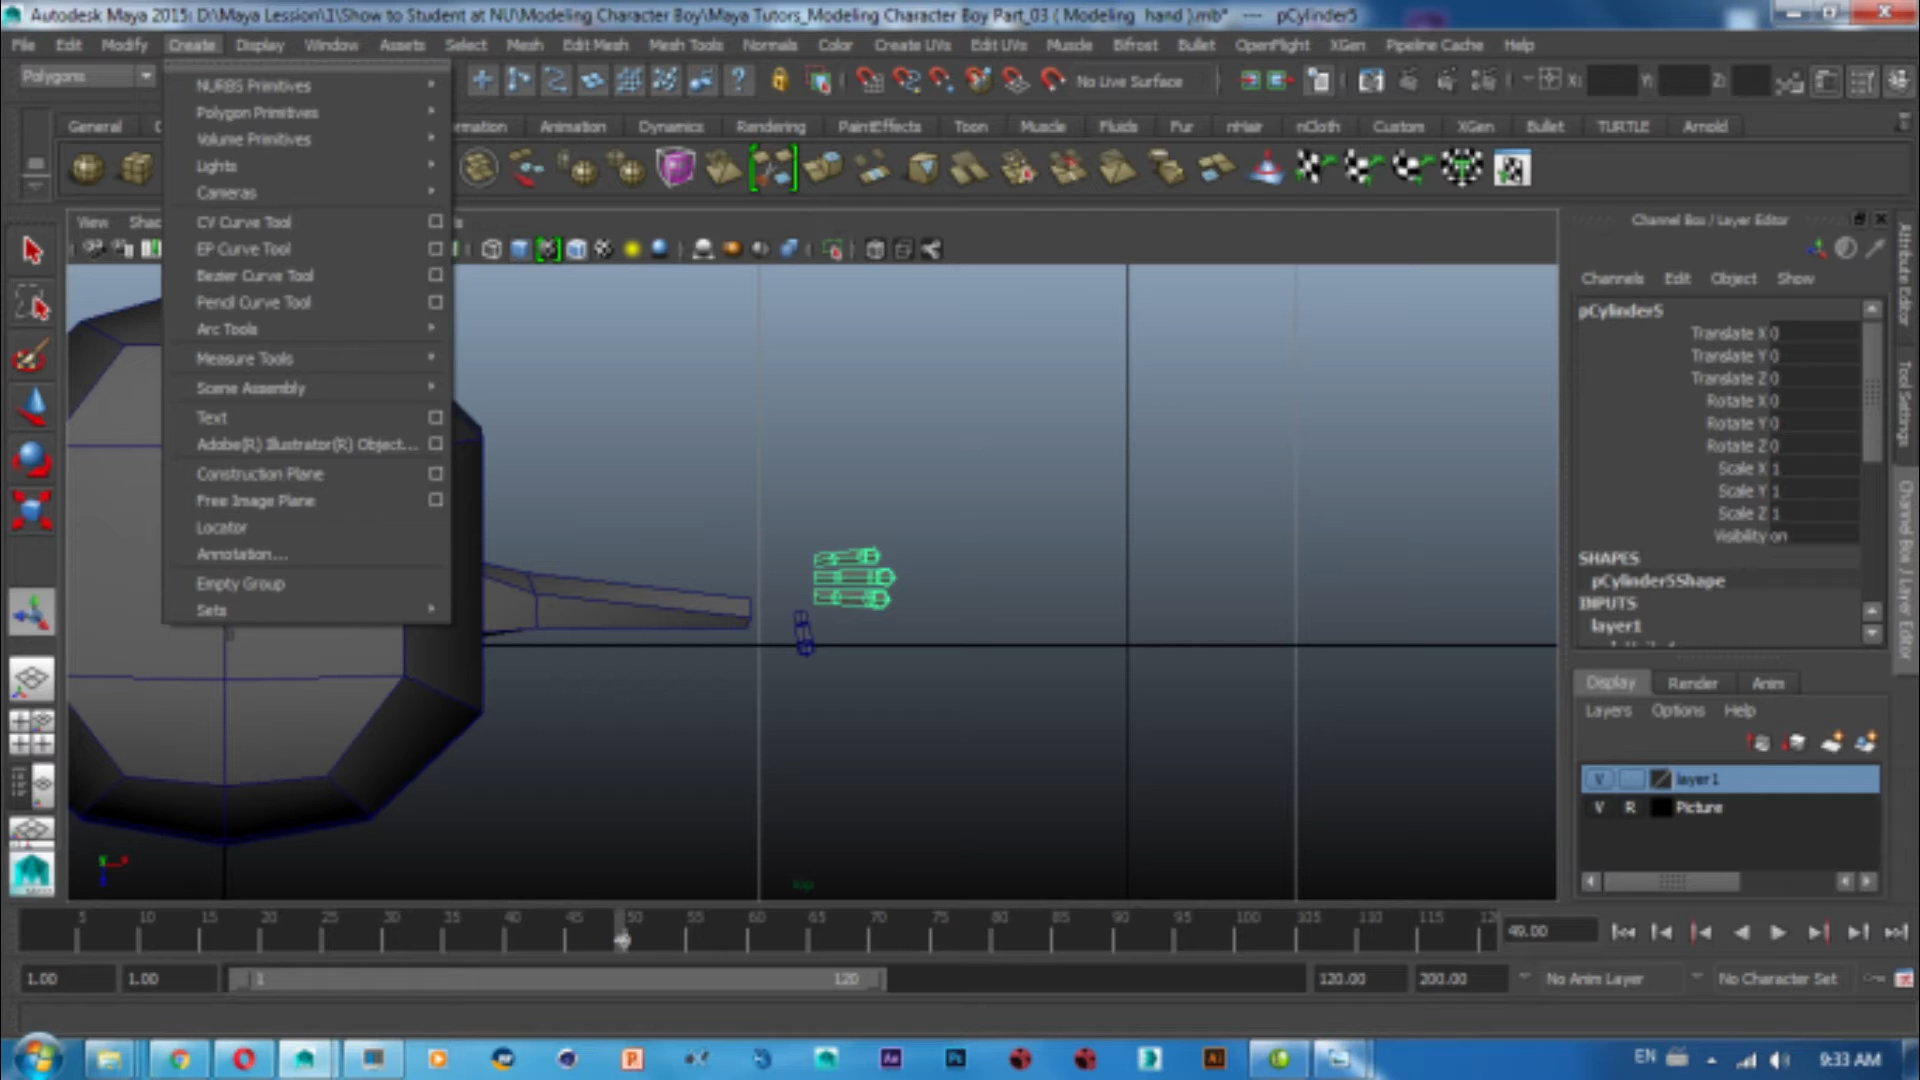 Autodesk Maya 2015: D:\Maya Lession\1\Show to Student at NU\Modeling Character Boy\Maya Tutors_Modeling Character Boy Part_03 ( Modeling hand ).mb* --- pCylinder5
File Edit Modify Create Display Window Assets Select Mesh Edit Mesh Mesh Tools Normals Color Create UVs Edit UVs Muscle Bifrost Bullet OpenFlight XGen Pipeline Cache Help
Polygons No Live Surface X: Y: Z:
General Animation Dynamics Rendering PaintEffects Toon Muscle Fluids Fur nHair nCloth Custom XGen Bullet TURTLE Arnold
NURBS Primitives
Polygon Primitives
Volume Primitives
Lights
Cameras
CV Curve Tool
EP Curve Tool
Bezier Curve Tool
Pencil Curve Tool
Arc Tools
Measure Tools
Scene Assembly
Text
Adobe(R) Illustrator(R) Object...
Construction Plane
Free Image Plane
Locator
Annotation...
Empty Group
Sets
View
top
Channel Box / Layer Editor
Channels Edit Object Show
pCylinder5
Translate X 0
Translate Y 0
Translate Z 0
Rotate X 0
Rotate Y 0
Rotate Z 0
Scale X 1
Scale Y 1
Scale Z 1
Visibility on
SHAPES
pCylinder5Shape
INPUTS
layer1
Display Render Anim
Layers Options Help
V layer1
V R Picture
Attribute Editor
Tool Settings
Channel Box / Layer Editor
5 10 15 20 25 30 35 40 45 50 55 60 65 70 75 80 85 90 95 100 105 110 115
49.00
1.00 1.00 1 120 120.00 200.00 No Anim Layer No Character Set
EN 9:33 AM